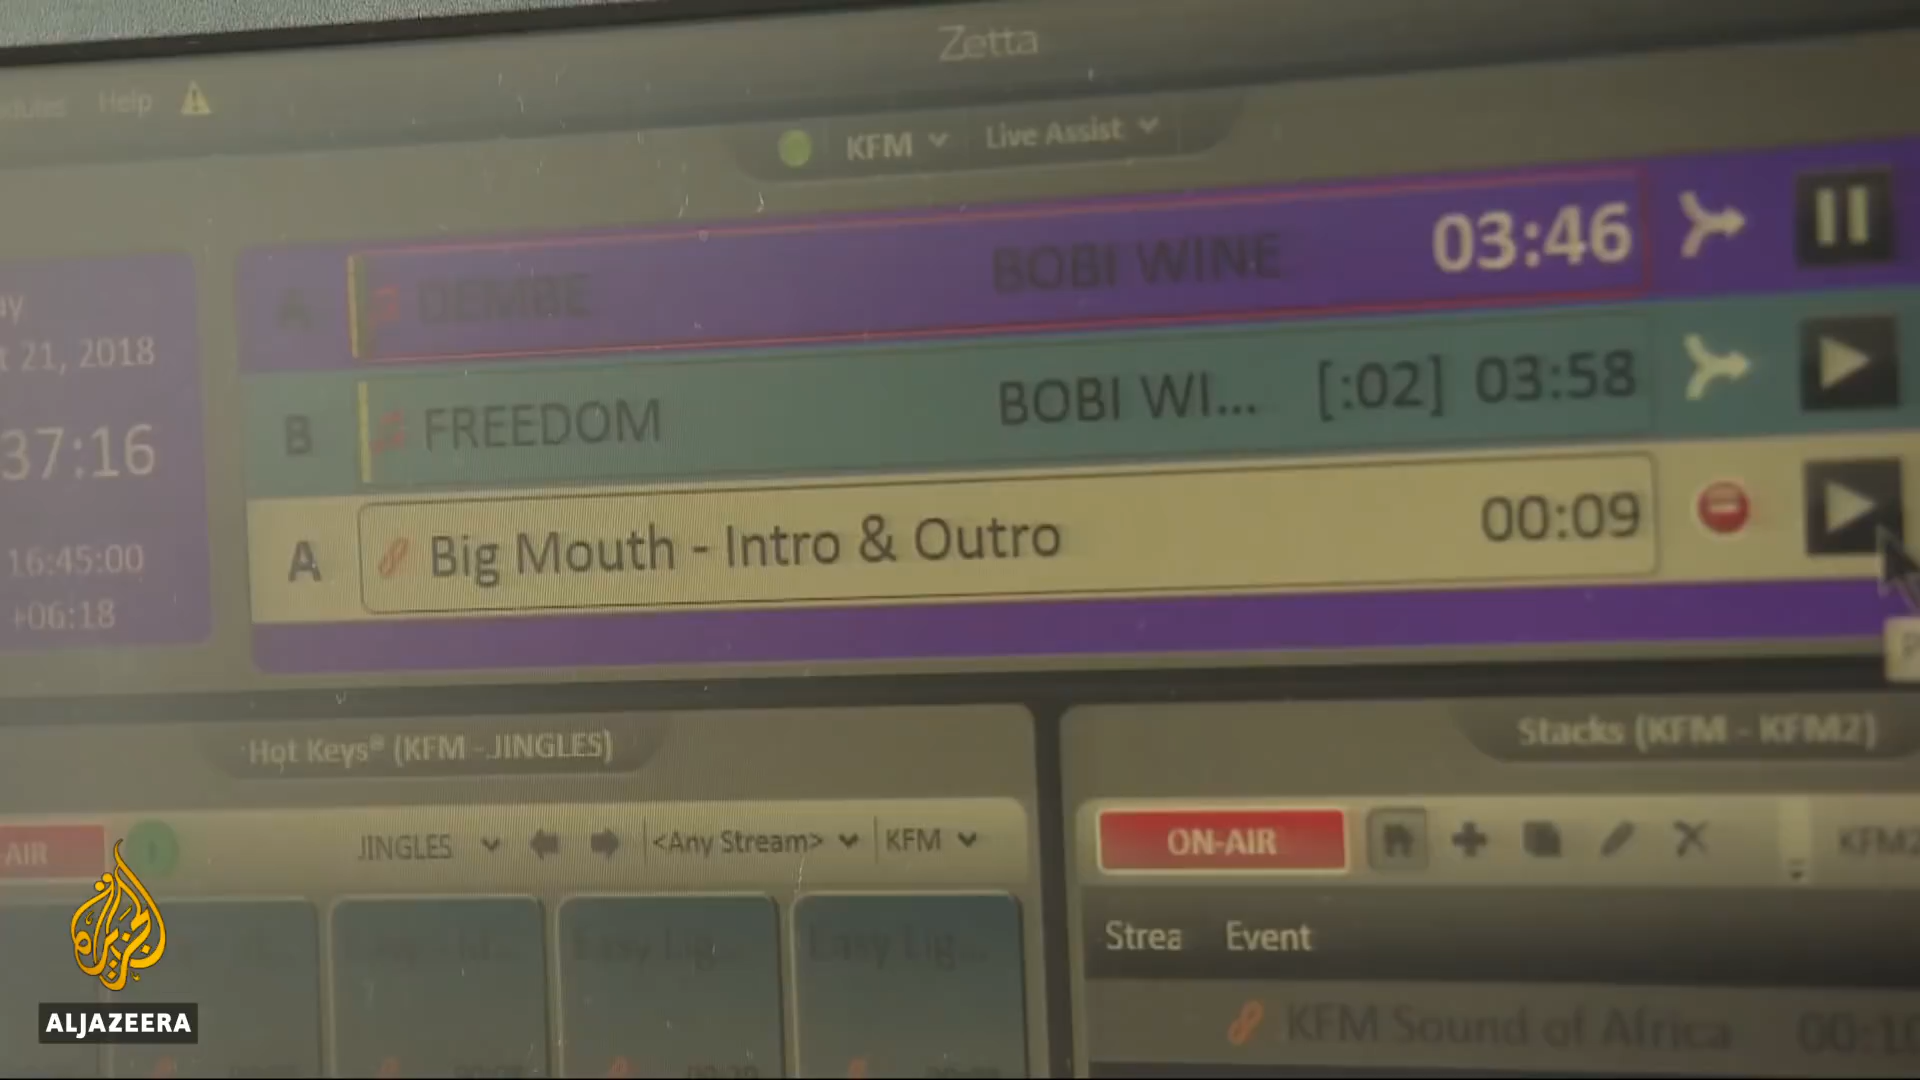 Zetta
Help
KFM Live Assist
A DEMBE BOBI WINE 03:46
21, 2018
B FREEDOM BOBI WI... [:02] 03:58
37:16
A Big Mouth - Intro & Outro 00:09
16:45:00
+06:18
Hot Keys® (KFM - JINGLES)
Stacks (KFM - KFM2)
AIR JINGLES <Any Stream> KFM
ON-AIR KFM2
Strea Event
KFM Sound of Africa
ALJAZEERA